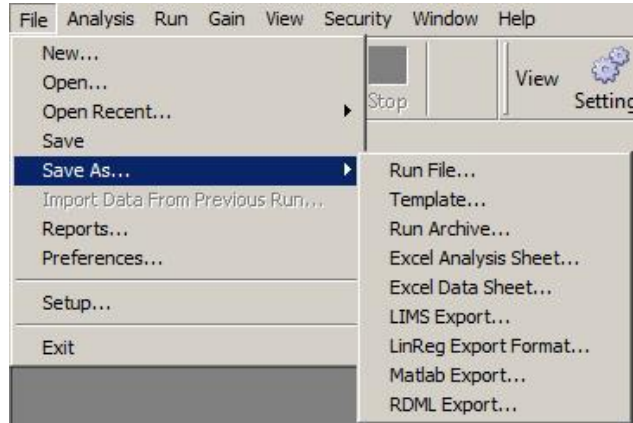 File Analysis Run Gain View Security Window Help
New...
Open...
Open Recent...
Save
Save As...
Import Data From Previous Run...
Reports...
Preferences...
Setup...
Exit
Stop
View
Setting
Run File...
Template...
Run Archive...
Excel Analysis Sheet...
Excel Data Sheet...
LIMS Export...
LinReg Export Format...
Matlab Export...
RDML Export...